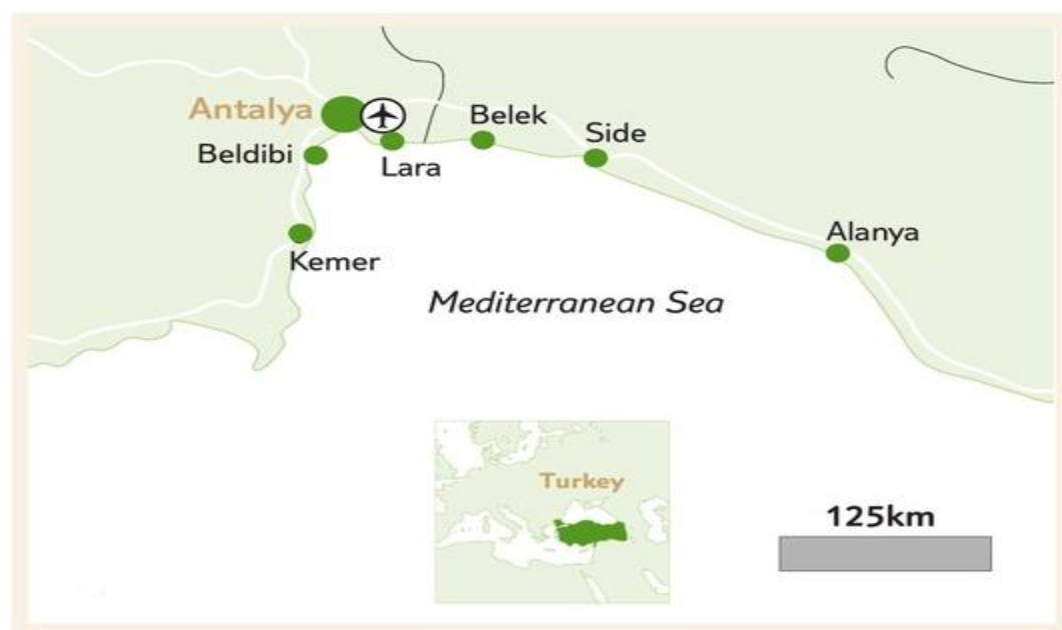 Antalya
Belek
Side
Beldibi
Lara
Alanya
Kemer
Mediterranean Sea
Turkey
125km